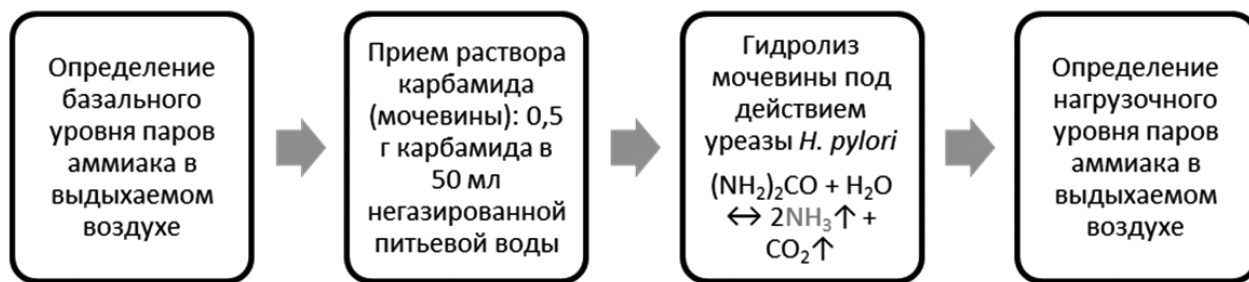 Определение
базального
уровня паров
аммиака в
выдыхаемом
воздухе
Прием раствора
карбамида
(мочевины): 0,5
г карбамида в
50 мл
негазированной
питьевой воды
Гидролиз
мочевины под
действием
уреазы H. pylori
(NH₂)₂CO + H₂O
↔ 2NH₃↑ +
CO₂↑
Определение
нагрузочного
уровня паров
аммиака в
выдыхаемом
воздухе